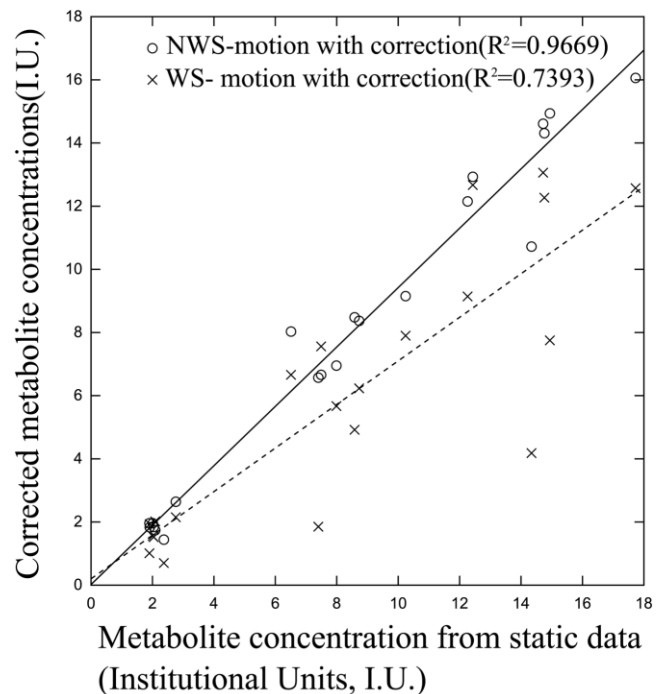 18
16
14
12
10
8
6
4
2
0
○ NWS-motion with correction(R²=0.9669)
× WS- motion with correction(R²=0.7393)
Corrected metabolite concentrations(I.U.)
0 2 4 6 8 10 12 14 16 18
Metabolite concentration from static data
(Institutional Units, I.U.)